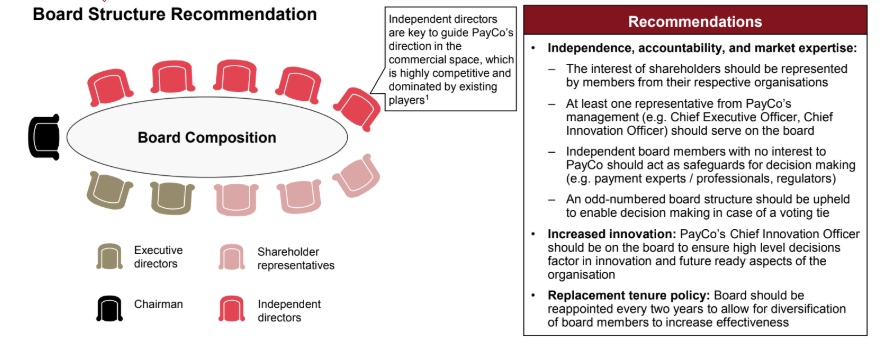 Board Structure Recommendation
Independent directors
are key to guide PayCo's
direction in the
commercial space, which
is highly competitive and
dominated by existing
players1
Board Composition
Executive
directors
Shareholder
representatives
Chairman
Independent
directors
Recommendations
• Independence, accountability, and market expertise:
– The interest of shareholders should be represented
by members from their respective organisations
– At least one representative from PayCo's
management (e.g. Chief Executive Officer, Chief
Innovation Officer) should serve on the board
– Independent board members with no interest to
PayCo should act as safeguards for decision making
(e.g. payment experts / professionals, regulators)
– An odd-numbered board structure should be upheld
to enable decision making in case of a voting tie
• Increased innovation: PayCo's Chief Innovation Officer
should be on the board to ensure high level decisions
factor in innovation and future ready aspects of the
organisation
• Replacement tenure policy: Board should be
reappointed every two years to allow for diversification
of board members to increase effectiveness